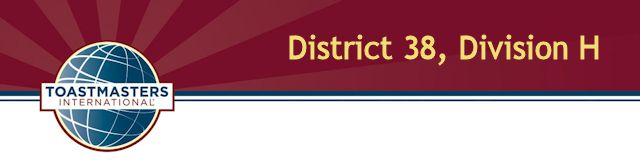 District 38, Division H
TOASTMASTERS
INTERNATIONAL